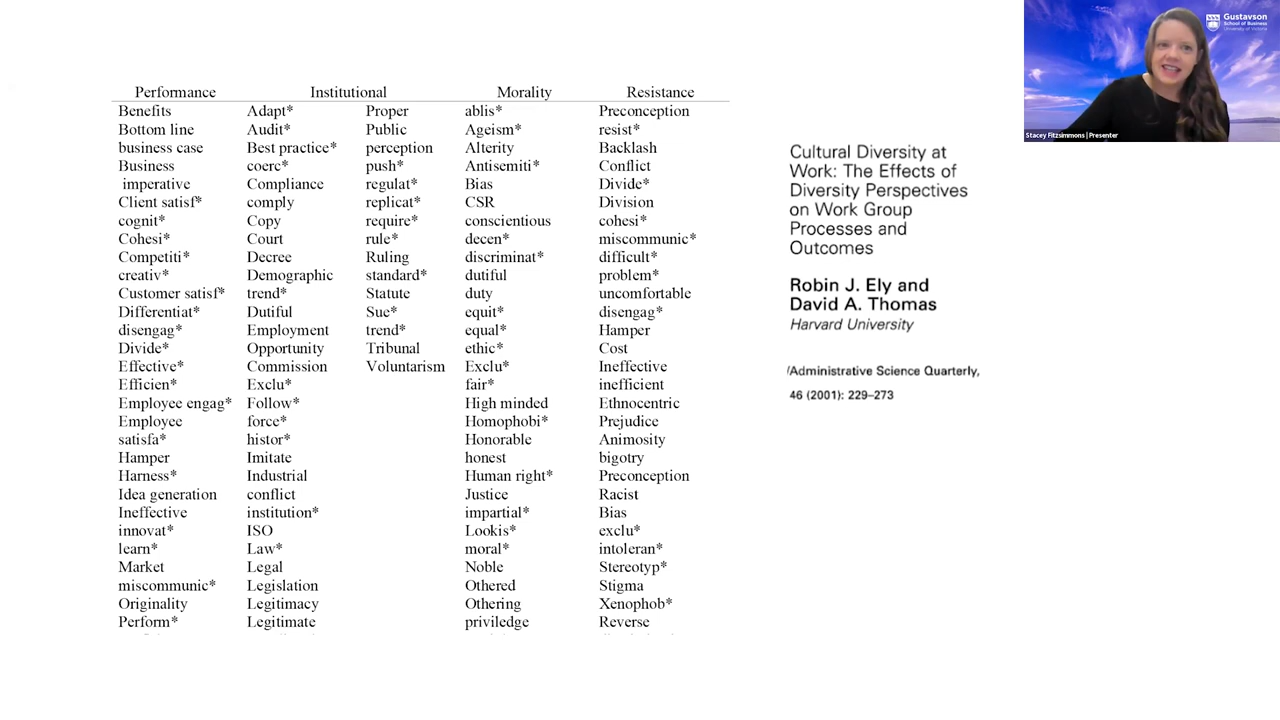 Performance Institutional Morality Resistance
Benefits Adapt* Proper ablis* Preconception
Bottom line Audit* Public Ageism* resist*
business case Best practice* perception Alterity Backlash
Business coerc* push* Antisemiti* Conflict
imperative Compliance regulat* Bias Divide*
Client satisf* comply replicat* CSR Division
cognit* Copy require* conscientious cohesi*
Cohesi* Court rule* decen* miscommunic*
Competiti* Decree Ruling discriminat* difficult*
creativ* Demographic standard* dutiful problem*
Customer satisf* trend* Statute duty uncomfortable
Differentiat* Dutiful Sue* equit* disengag*
disengag* Employment trend* equal* Hamper
Divide* Opportunity Tribunal ethic* Cost
Effective* Commission Voluntarism Exclu* Ineffective
Efficien* Exclu* fair* inefficient
Employee engag* Follow* High minded Ethnocentric
Employee force* Homophobi* Prejudice
satisfa* histor* Honorable Animosity
Hamper Imitate honest bigotry
Harness* Industrial Human right* Preconception
Idea generation conflict Justice Racist
Ineffective institution* impartial* Bias
innovat* ISO Lookis* exclu*
learn* Law* moral* intoleran*
Market Legal Noble Stereotyp*
miscommunic* Legislation Othered Stigma
Originality Legitimacy Othering Xenophob*
Perform* Legitimate priviledge Reverse
Gustavson
School of Business
University of Victoria
Stacey Fitzsimmons | Presenter
Cultural Diversity at
Work: The Effects of
Diversity Perspectives
on Work Group
Processes and
Outcomes
Robin J. Ely and
David A. Thomas
Harvard University
/Administrative Science Quarterly,
46 (2001): 229–273